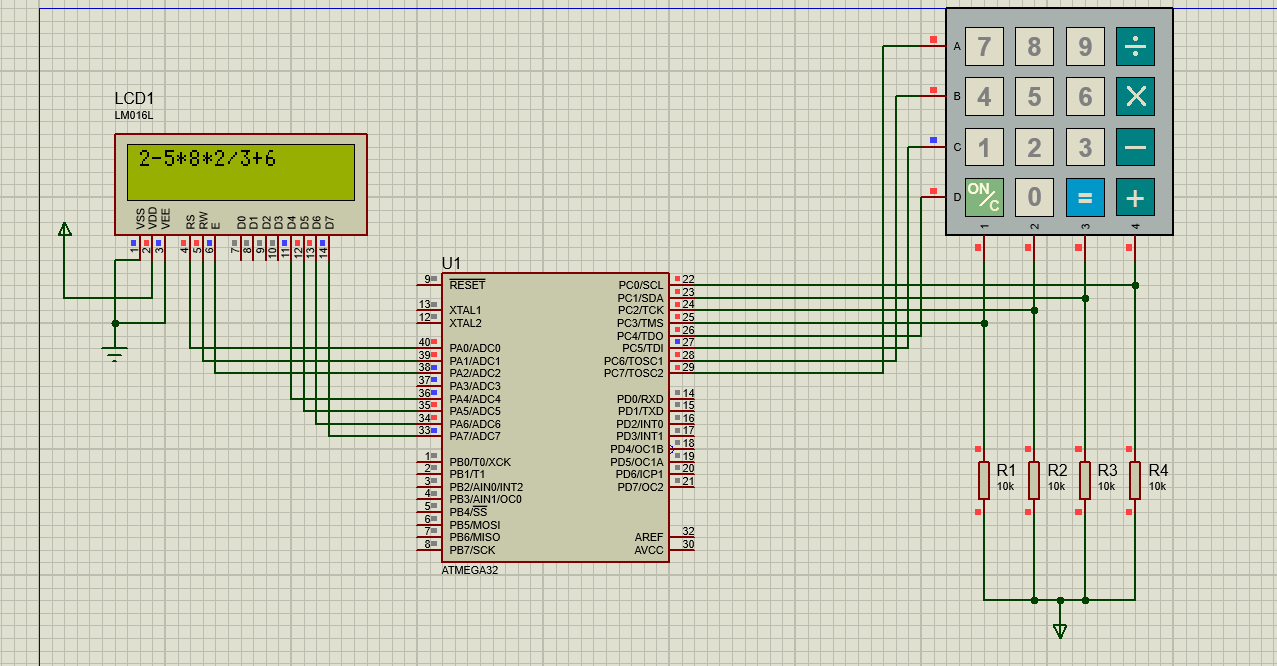 LCD1
LM016L
2-5*8*2/3+6
VSS VDD VEE RS RW E D0 D1 D2 D3 D4 D5 D6 D7
1 2 3 4 5 6 7 8 9 10 11 12 13 14
A 7 8 9 ÷
B 4 5 6 ×
C 1 2 3 −
D ON/C 0 = +
1 2 3 4
U1
9 RESET PC0/SCL 22
PC1/SDA 23
13 XTAL1 PC2/TCK 24
12 XTAL2 PC3/TMS 25
PC4/TDO 26
40 PA0/ADC0 PC5/TDI 27
39 PA1/ADC1 PC6/TOSC1 28
38 PA2/ADC2 PC7/TOSC2 29
37 PA3/ADC3
36 PA4/ADC4 PD0/RXD 14
35 PA5/ADC5 PD1/TXD 15
34 PA6/ADC6 PD2/INT0 16
33 PA7/ADC7 PD3/INT1 17
PD4/OC1B 18
1 PB0/T0/XCK PD5/OC1A 19
2 PB1/T1 PD6/ICP1 20
3 PB2/AIN0/INT2 PD7/OC2 21
4 PB3/AIN1/OC0
5 PB4/SS
6 PB5/MOSI
7 PB6/MISO AREF 32
8 PB7/SCK AVCC 30
ATMEGA32
R1 R2 R3 R4
10k 10k 10k 10k